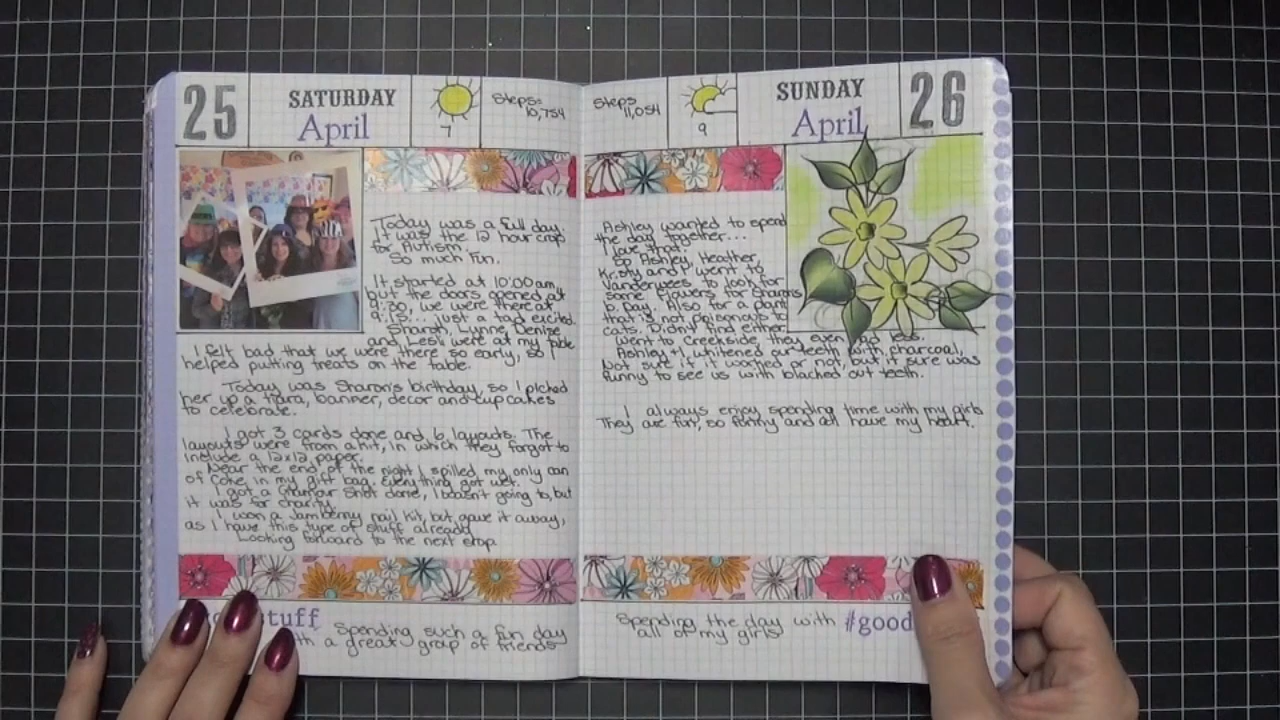 25
SATURDAY
April
7
Steps:
10,754
Today was a full day.
It was the 12 hour crop
for Autism.
So much fun.
It started at 10:00am,
but the doors opened at
9:30, we were there at
9:15... just a tad excited.
Sharon, Lynne, Denise
and Lesli were at my table
I felt bad that we were there so early, so I
helped putting treats on the table.
Today was Sharon's birthday, so I picked
her up a tiara, banner, decor and cupcakes
to celebrate.
I got 3 cards done and 6 layouts. The
layouts were from a kit, in which they forgot to
include a 12x12 paper.
Near the end of the night I spilled my only can
of Coke in my gift bag. Everything got wet.
I got a Glamour Shot done, I wasn't going to, but
it was for charity.
I won a Jamberry nail kit, but gave it away,
as I have this type of stuff already.
Looking forward to the next crop.
stuff
Spending such a fun day
a great group of friends
Steps
11,054
9
SUNDAY
April
26
Ashley wanted to spend
the day together...
I love that.
So Ashley, Heather,
Kristy and I went to
Vanderwees to look for
some flowers for Sharons
b.day. Also for a plant
that is not poisonous to
cats. Didn't find either.
Went to Creekside, they even had less.
Ashley + I, whitened our teeth with charcoal,
Not sure if it worked or not, but it sure was
funny to see us with blacked out teeth.
I always enjoy spending time with my girls
They are fun, so funny and all have my heart.
Spending the day with
all of my girls
#good